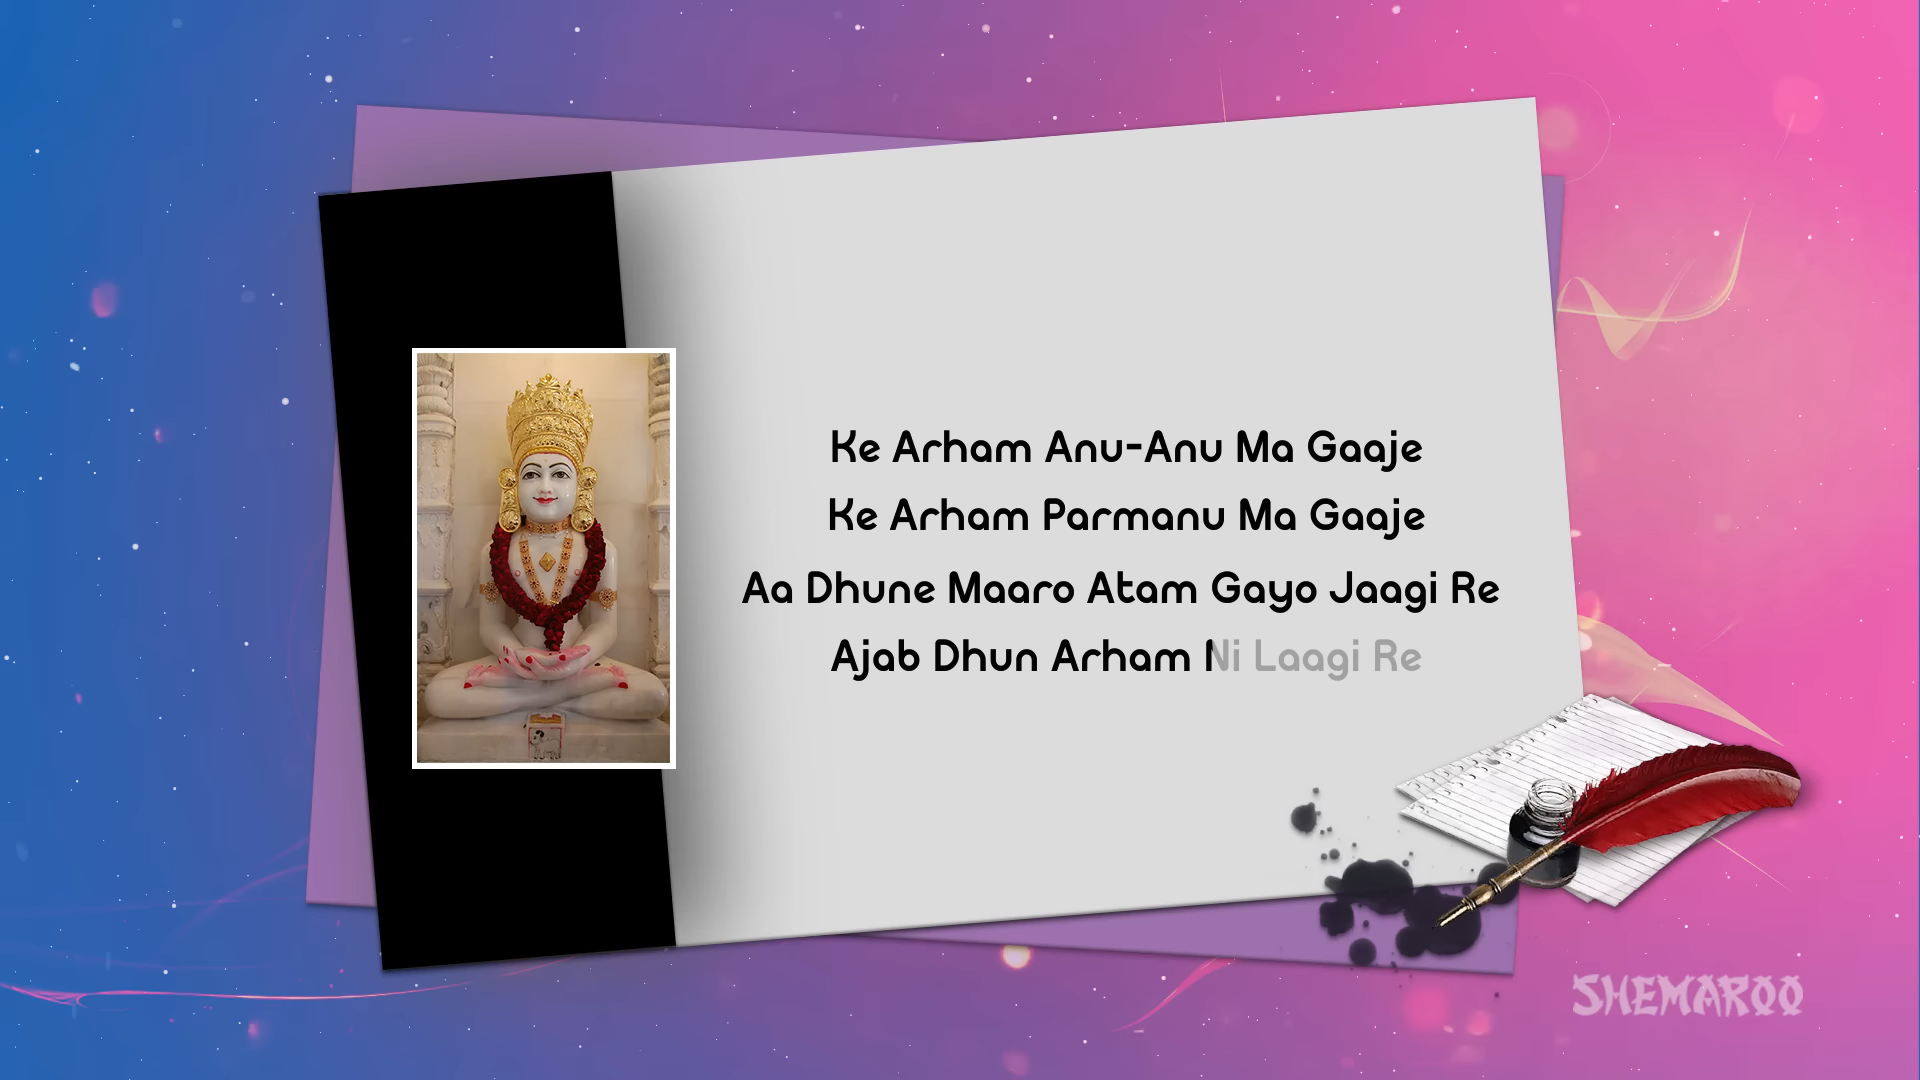 Ke Arham Anu-Anu Ma Gaaje
Ke Arham Parmanu Ma Gaaje
Aa Dhune Maaro Atam Gayo Jaagi Re
Ajab Dhun Arham Ni Laagi Re
SHEMAROO